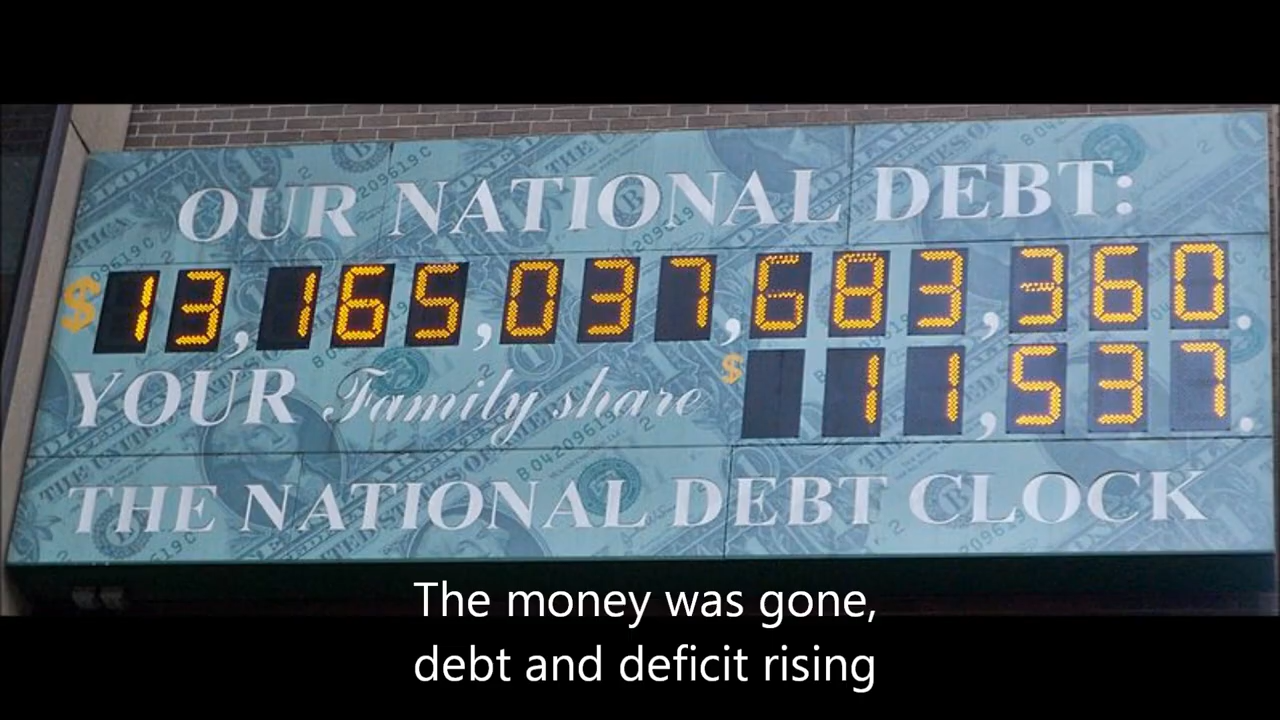 OUR NATIONAL DEBT:
$13,165,037,683,360.
YOUR Family share $11,537.
THE NATIONAL DEBT CLOCK
The money was gone,
debt and deficit rising